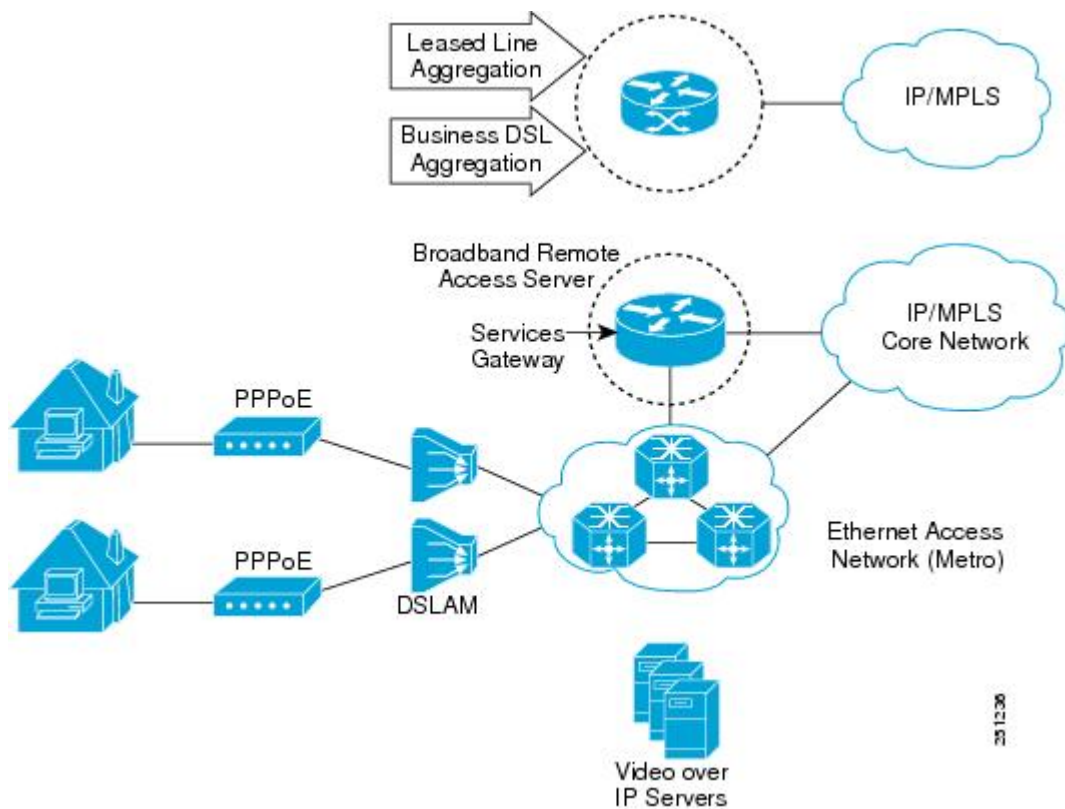 Leased Line
Aggregation
Business DSL
Aggregation
IP/MPLS
Broadband Remote
Access Server
Services
Gateway
IP/MPLS
Core Network
PPPoE
PPPoE
DSLAM
Ethernet Access
Network (Metro)
Video over
IP Servers
251236